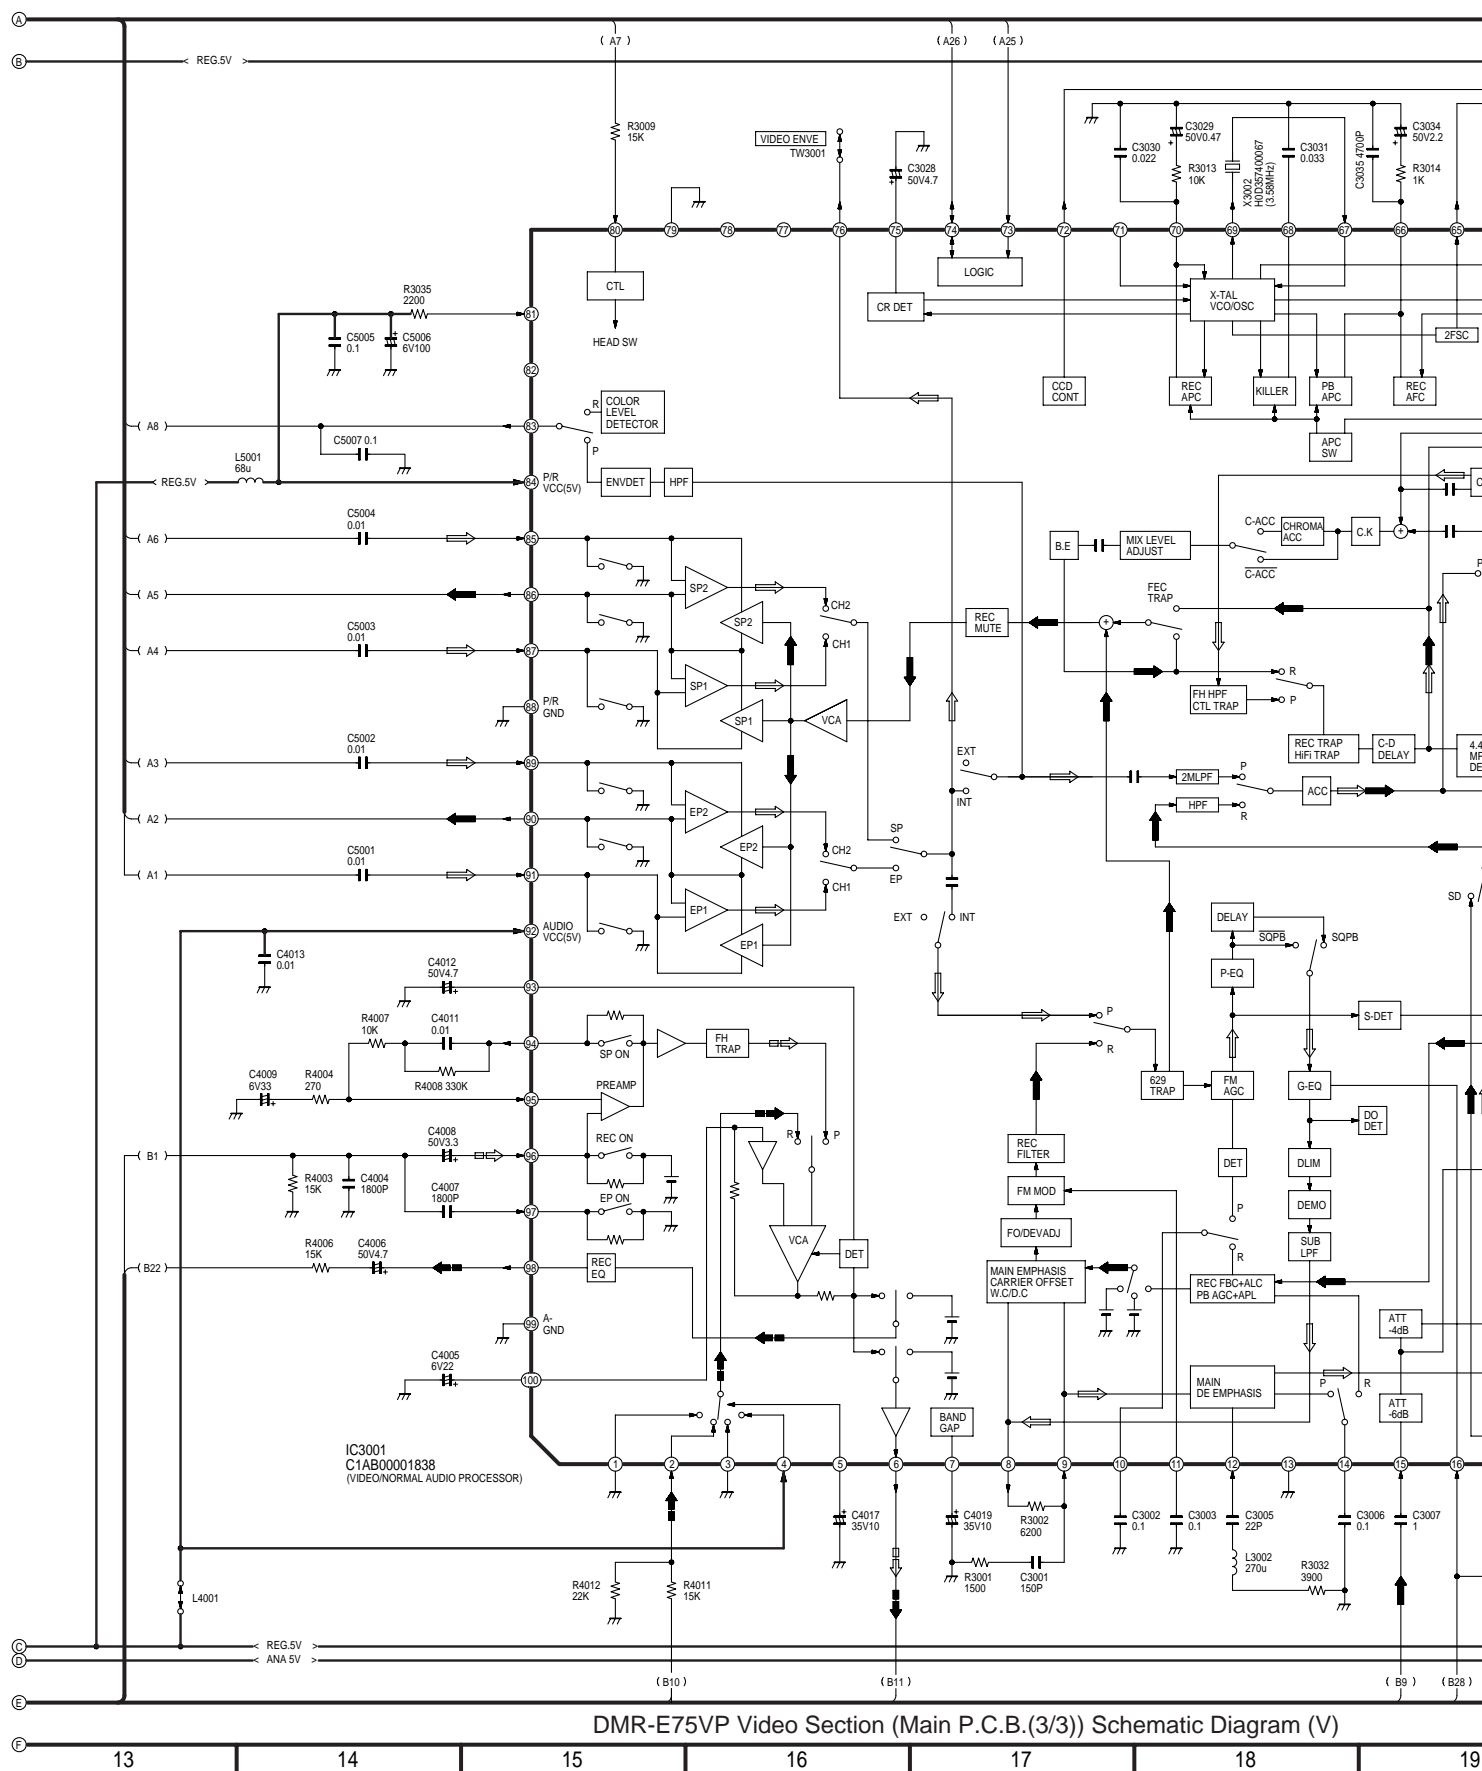 A
( A7 )
( A26 )
( A25 )
B
< REG.5V >
R3009
15K
VIDEO ENVE
TW3001
C3028
50V4.7
C3030
0.022
C3029
50V0.47
R3013
10K
X3002
H0D357400067
(3.58MHz)
C3031
0.033
C3035 4700P
C3034
50V2.2
R3014
1K
80
79
78
77
76
75
74
73
72
71
70
69
68
67
66
65
CTL
HEAD SW
LOGIC
CR DET
X-TAL
VCO/OSC
2FSC
R3035
2200
81
C5005
0.1
C5006
6V100
82
CCD
CONT
REC
APC
KILLER
PB
APC
REC
AFC
APC
SW
R
COLOR
LEVEL
DETECTOR
P
( A8 )
83
C5007 0.1
L5001
68u
< REG.5V >
84
P/R
VCC(5V)
ENVDET
HPF
C5004
0.01
( A6 )
85
B.E
MIX LEVEL
ADJUST
C-ACC
CHROMA
ACC
C.K
+
C-ACC
P
( A5 )
86
SP2
SP2
CH2
CH1
REC
MUTE
+
FEC
TRAP
C5003
0.01
( A4 )
87
SP1
SP1
VCA
88
P/R
GND
FH HPF
CTL TRAP
R
P
REC TRAP
HiFi TRAP
C-D
DELAY
C5002
0.01
( A3 )
89
EXT
INT
2MLPF
HPF
P
R
ACC
( A2 )
90
EP2
EP2
CH2
CH1
SP
EP
C5001
0.01
( A1 )
91
EP1
EP1
EXT
INT
SD
92
AUDIO
VCC(5V)
C4013
0.01
DELAY
SQPB
SQPB
P-EQ
C4012
50V4.7
93
S-DET
P
R
R4007
10K
C4011
0.01
94
SP ON
FH
TRAP
R4008 330K
C4009
6V33
R4004
270
95
PREAMP
629
TRAP
FM
AGC
G-EQ
DO
DET
( B1 )
C4008
50V3.3
96
REC ON
R
P
REC
FILTER
DET
DLIM
R4003
15K
C4004
1800P
C4007
1800P
97
EP ON
FM MOD
DEMO
FO/DEVADJ
P
R
SUB
LPF
VCA
DET
R4006
15K
C4006
50V4.7
( B22 )
98
REC
EQ
MAIN EMPHASIS
CARRIER OFFSET
W.C/D.C
REC FBC+ALC
PB AGC+APL
99
A-
GND
ATT
-4dB
C4005
6V22
100
MAIN
DE EMPHASIS
P
R
ATT
-6dB
BAND
GAP
IC3001
C1AB00001838
(VIDEO/NORMAL AUDIO PROCESSOR)
1
2
3
4
5
6
7
8
9
10
11
12
13
14
15
16
C4017
35V10
C4019
35V10
R3002
6200
C3002
0.1
C3003
0.1
C3005
22P
C3006
0.1
C3007
1
R3001
1500
C3001
150P
L3002
270u
R3032
3900
R4012
22K
R4011
15K
L4001
C
< REG.5V >
D
< ANA 5V >
( B10 )
( B11 )
( B9 )
( B28 )
E
DMR-E75VP Video Section (Main P.C.B.(3/3)) Schematic Diagram (V)
F
13
14
15
16
17
18
19